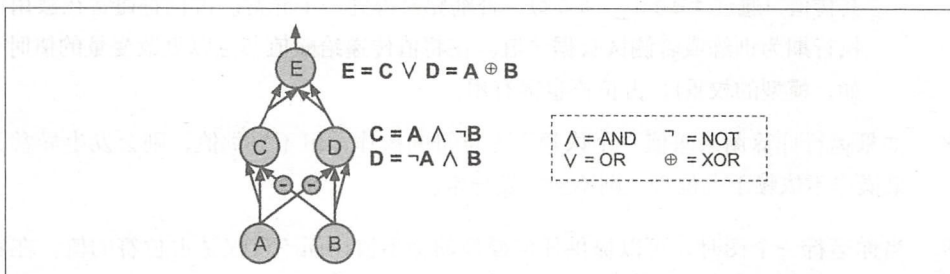 E
E = C ∨ D = A ⊕ B
C
D
C = A ∧ ¬B
D = ¬A ∧ B
∧ = AND ¬ = NOT
∨ = OR ⊕ = XOR
− −
A
B